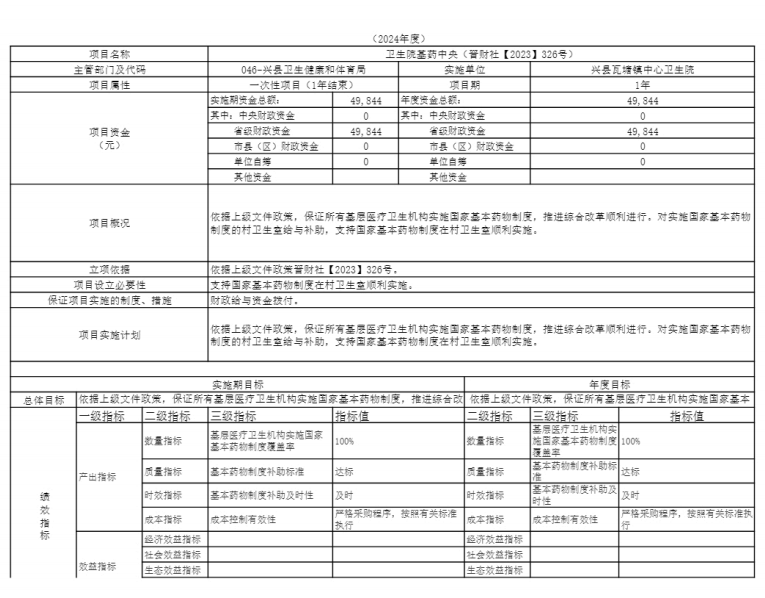 （2024年度）
项目名称 卫生院基药中央（晋财社【2023】326号）
主管部门及代码 046-兴县卫生健康和体育局 实施单位 兴县瓦塘镇中心卫生院
项目属性 一次性项目（1年结束） 项目期 1年
项目资金（元） 实施期资金总额： 49,844 年度资金总额： 49,844
其中：中央财政资金 0 其中：中央财政资金 0
省级财政资金 49,844 省级财政资金 49,844
市县（区）财政资金 0 市县（区）财政资金 0
单位自筹 0 单位自筹 0
其他资金 其他资金
项目概况 依据上级文件政策，保证所有基层医疗卫生机构实施国家基本药物制度，推进综合改革顺利进行。对实施国家基本药物
制度的村卫生室给与补助，支持国家基本药物制度在村卫生室顺利实施。
立项依据 依据上级文件政策晋财社【2023】326号。
项目设立必要性 支持国家基本药物制度在村卫生室顺利实施。
保证项目实施的制度、措施 财政给与资金拨付。
项目实施计划 依据上级文件政策，保证所有基层医疗卫生机构实施国家基本药物制度，推进综合改革顺利进行。对实施国家基本药物
制度的村卫生室给与补助，支持国家基本药物制度在村卫生室顺利实施。
实施期目标 年度目标
总体目标 依据上级文件政策，保证所有基层医疗卫生机构实施国家基本药物制度，推进综合改 依据上级文件政策，保证所有基层医疗卫生机构实施国家基本
绩效指标 一级指标 二级指标 三级指标 指标值 二级指标 三级指标 指标值
产出指标 数量指标 基层医疗卫生机构实施国家基本药物制度覆盖率 100% 数量指标 基层医疗卫生机构实施国家基本药物制度覆盖率 100%
质量指标 基本药物制度补助标准 达标 质量指标 基本药物制度补助标准 达标
时效指标 基本药物制度补助及时性 及时 时效指标 基本药物制度补助及时性 及时
成本指标 成本控制有效性 严格采购程序，按照有关标准执行 成本指标 成本控制有效性 严格采购程序，按照有关标准执行
效益指标 经济效益指标 经济效益指标
社会效益指标 社会效益指标
生态效益指标 生态效益指标